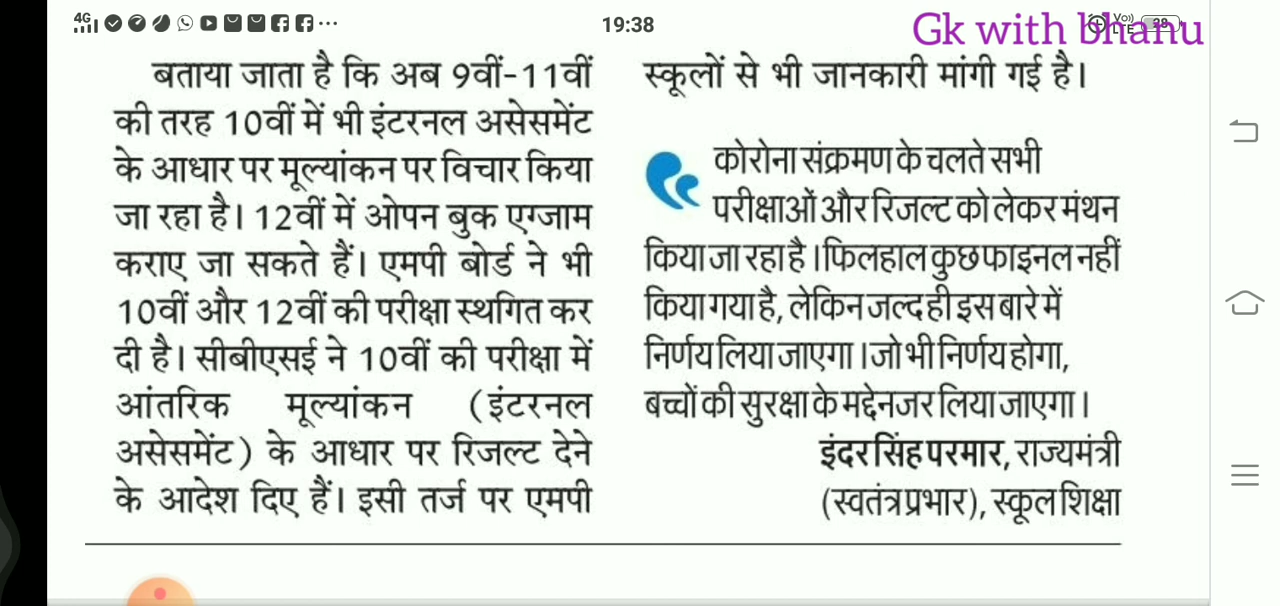 4G
19:38
Gk with bhanu
बताया जाता है कि अब 9वीं-11वीं
की तरह 10वीं में भी इंटरनल असेसमेंट
के आधार पर मूल्यांकन पर विचार किया
जा रहा है। 12वीं में ओपन बुक एग्जाम
कराए जा सकते हैं। एमपी बोर्ड ने भी
10वीं और 12वीं की परीक्षा स्थगित कर
दी है। सीबीएसई ने 10वीं की परीक्षा में
आंतरिक मूल्यांकन (इंटरनल
असेसमेंट) के आधार पर रिजल्ट देने
के आदेश दिए हैं। इसी तर्ज पर एमपी
स्कूलों से भी जानकारी मांगी गई है।
कोरोना संक्रमण के चलते सभी
परीक्षाओं और रिजल्ट को लेकर मंथन
किया जा रहा है। फिलहाल कुछ फाइनल नहीं
किया गया है, लेकिन जल्द ही इस बारे में
निर्णय लिया जाएगा। जो भी निर्णय होगा,
बच्चों की सुरक्षा के मद्देनजर लिया जाएगा।
इंदर सिंह परमार, राज्यमंत्री
(स्वतंत्र प्रभार), स्कूल शिक्षा